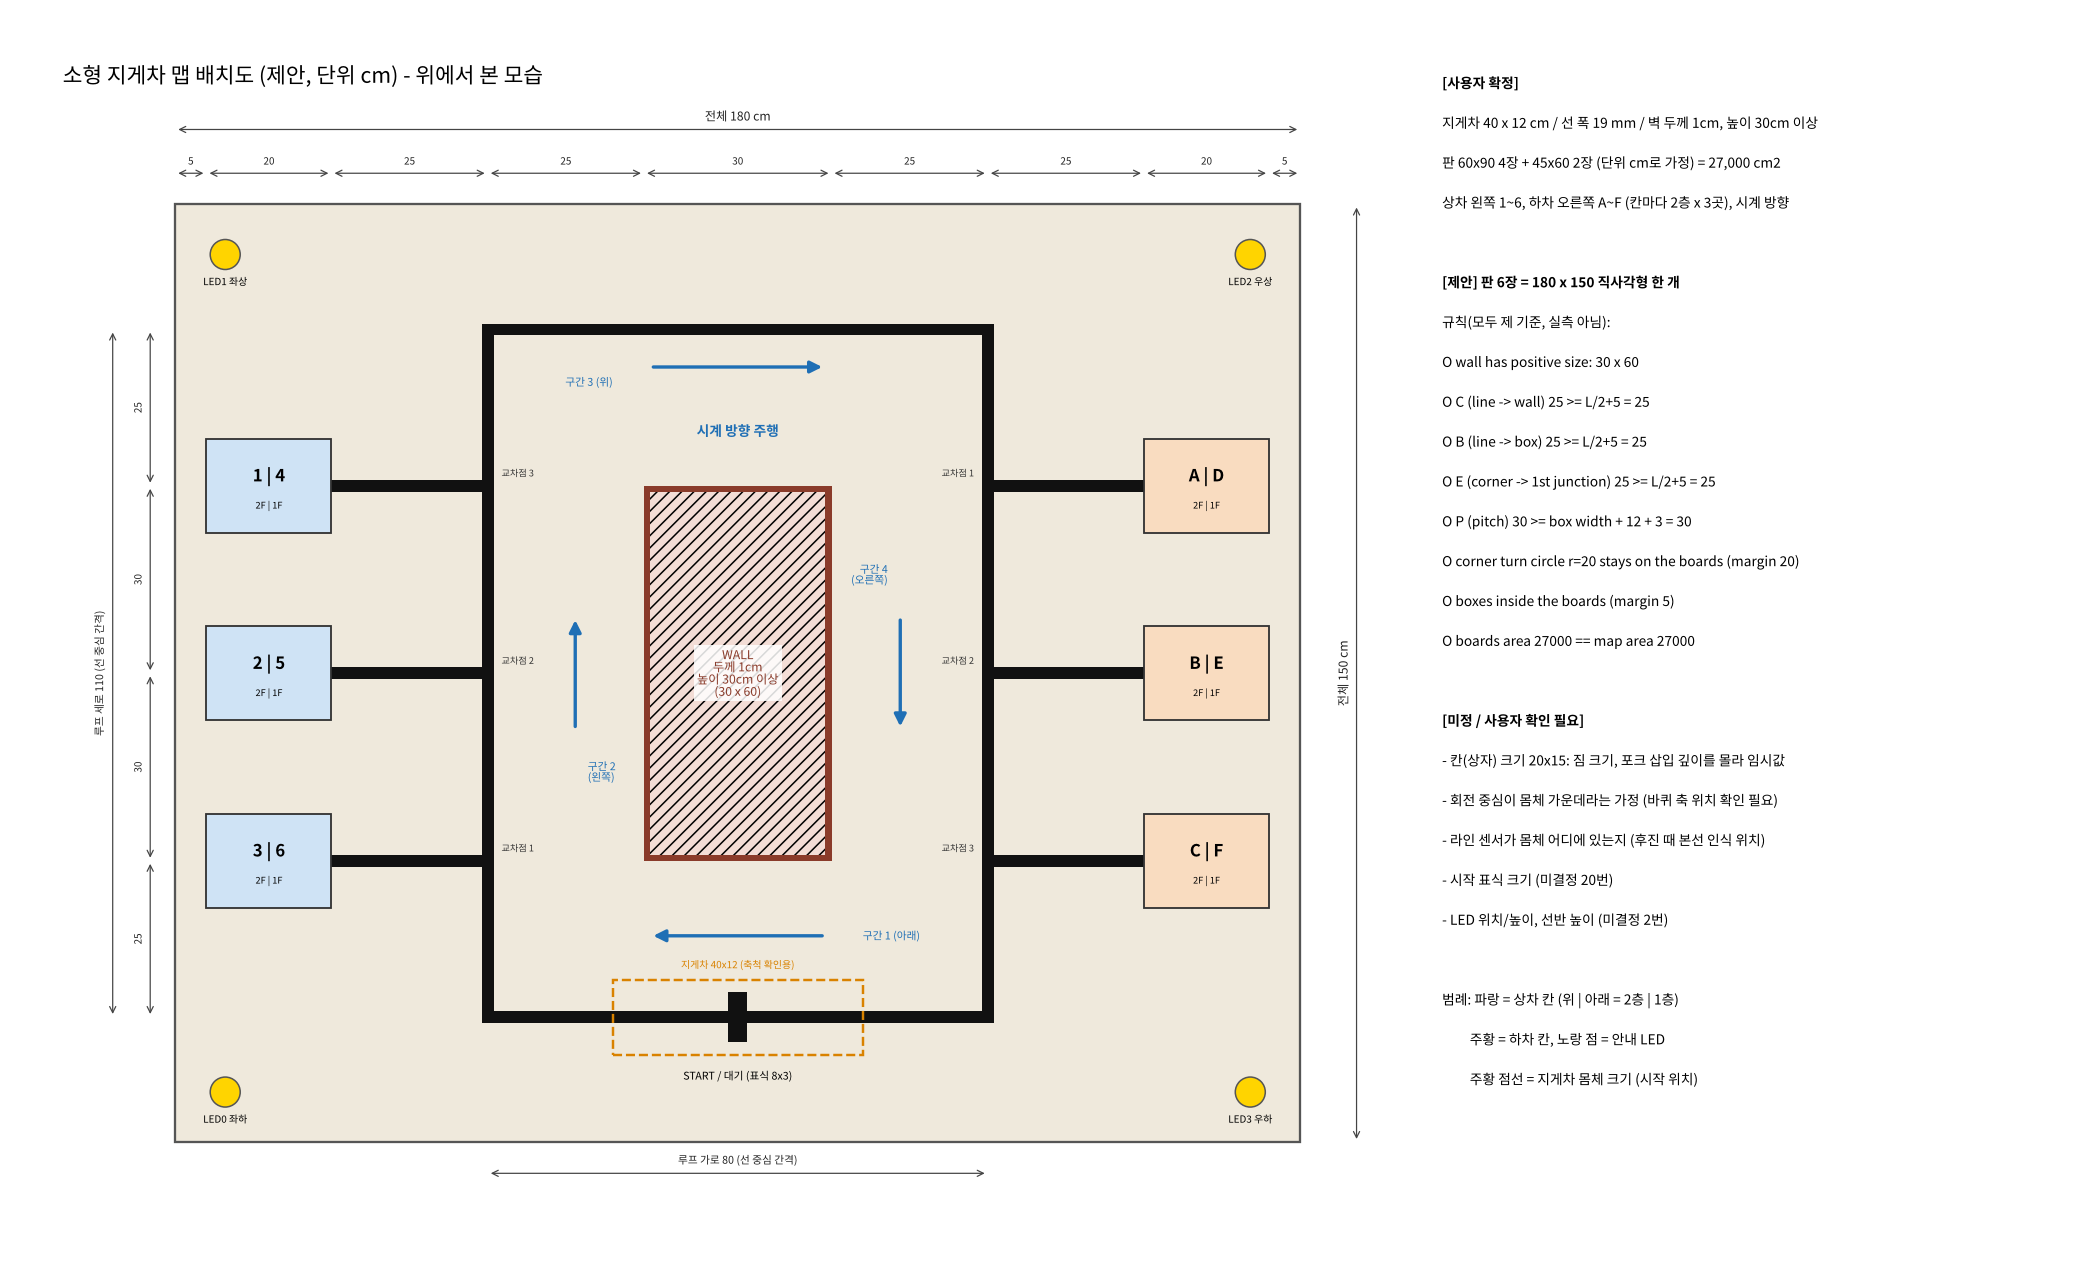 소형 지게차 맵 배치도 (제안, 단위 cm) - 위에서 본 모습
전체 180 cm
5 20 25 25 30 25 25 20 5
LED1 좌상
LED2 우상
구간 3 (위)
시계 방향 주행
25
30
30
25
루프 세로 110 (선 중심 간격)
1 | 4
2F | 1F
교차점 3
교차점 1
A | D
2F | 1F
구간 4
(오른쪽)
2 | 5
2F | 1F
교차점 2
WALL
두께 1cm
높이 30cm 이상
(30 x 60)
교차점 2
B | E
2F | 1F
구간 2
(왼쪽)
3 | 6
2F | 1F
교차점 1
교차점 3
C | F
2F | 1F
구간 1 (아래)
지게차 40x12 (축척 확인용)
START / 대기 (표식 8x3)
LED0 좌하
LED3 우하
루프 가로 80 (선 중심 간격)
전체 150 cm
[사용자 확정]
지게차 40 x 12 cm / 선 폭 19 mm / 벽 두께 1cm, 높이 30cm 이상
판 60x90 4장 + 45x60 2장 (단위 cm로 가정) = 27,000 cm2
상차 왼쪽 1~6, 하차 오른쪽 A~F (칸마다 2층 x 3곳), 시계 방향
[제안] 판 6장 = 180 x 150 직사각형 한 개
규칙(모두 제 기준, 실측 아님):
O wall has positive size: 30 x 60
O C (line -> wall) 25 >= L/2+5 = 25
O B (line -> box) 25 >= L/2+5 = 25
O E (corner -> 1st junction) 25 >= L/2+5 = 25
O P (pitch) 30 >= box width + 12 + 3 = 30
O corner turn circle r=20 stays on the boards (margin 20)
O boxes inside the boards (margin 5)
O boards area 27000 == map area 27000
[미정 / 사용자 확인 필요]
- 칸(상자) 크기 20x15: 짐 크기, 포크 삽입 깊이를 몰라 임시값
- 회전 중심이 몸체 가운데라는 가정 (바퀴 축 위치 확인 필요)
- 라인 센서가 몸체 어디에 있는지 (후진 때 본선 인식 위치)
- 시작 표식 크기 (미결정 20번)
- LED 위치/높이, 선반 높이 (미결정 2번)
범례: 파랑 = 상차 칸 (위 | 아래 = 2층 | 1층)
주황 = 하차 칸, 노랑 점 = 안내 LED
주황 점선 = 지게차 몸체 크기 (시작 위치)